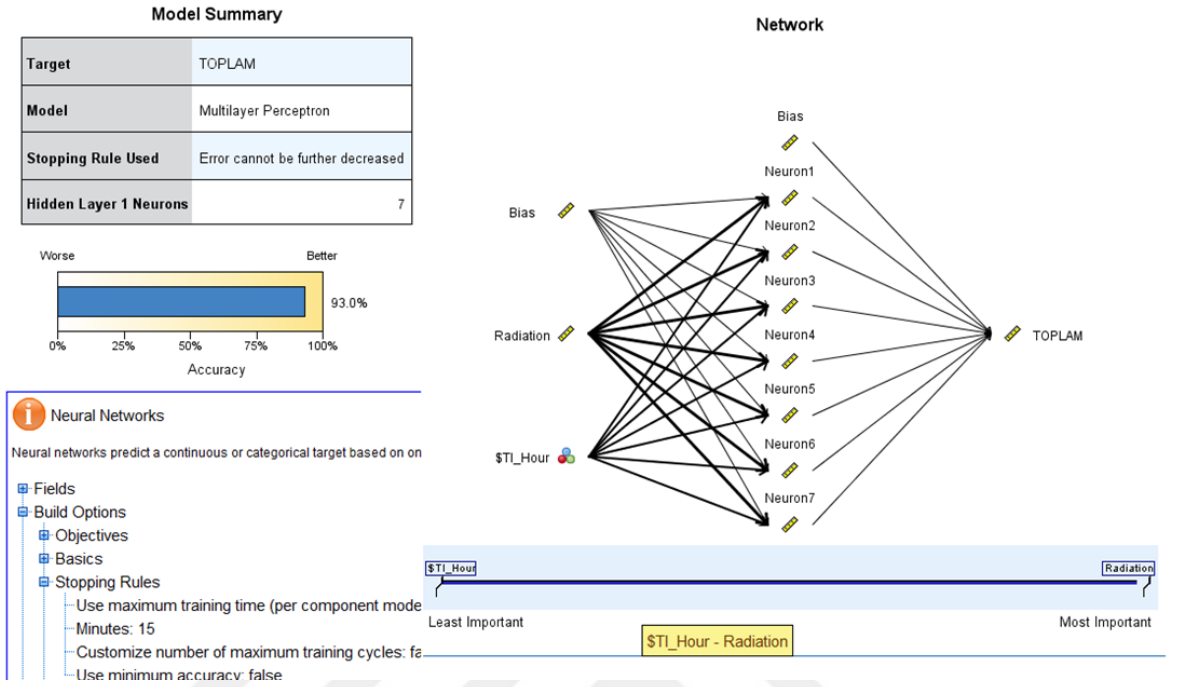 Model Summary
Target TOPLAM
Model Multilayer Perceptron
Stopping Rule Used Error cannot be further decreased
Hidden Layer 1 Neurons 7
Worse Better
93.0%
0% 25% 50% 75% 100%
Accuracy
Neural Networks
Neural networks predict a continuous or categorical target based on on
Fields
Build Options
Objectives
Basics
Stopping Rules
Use maximum training time (per component mode
Minutes: 15
Customize number of maximum training cycles: fa
Use minimum accuracy: false
Network
Bias
Neuron1
Bias
Neuron2
Neuron3
Radiation
Neuron4
TOPLAM
Neuron5
Neuron6
$TI_Hour
Neuron7
$TI_Hour Radiation
Least Important Most Important
$TI_Hour - Radiation